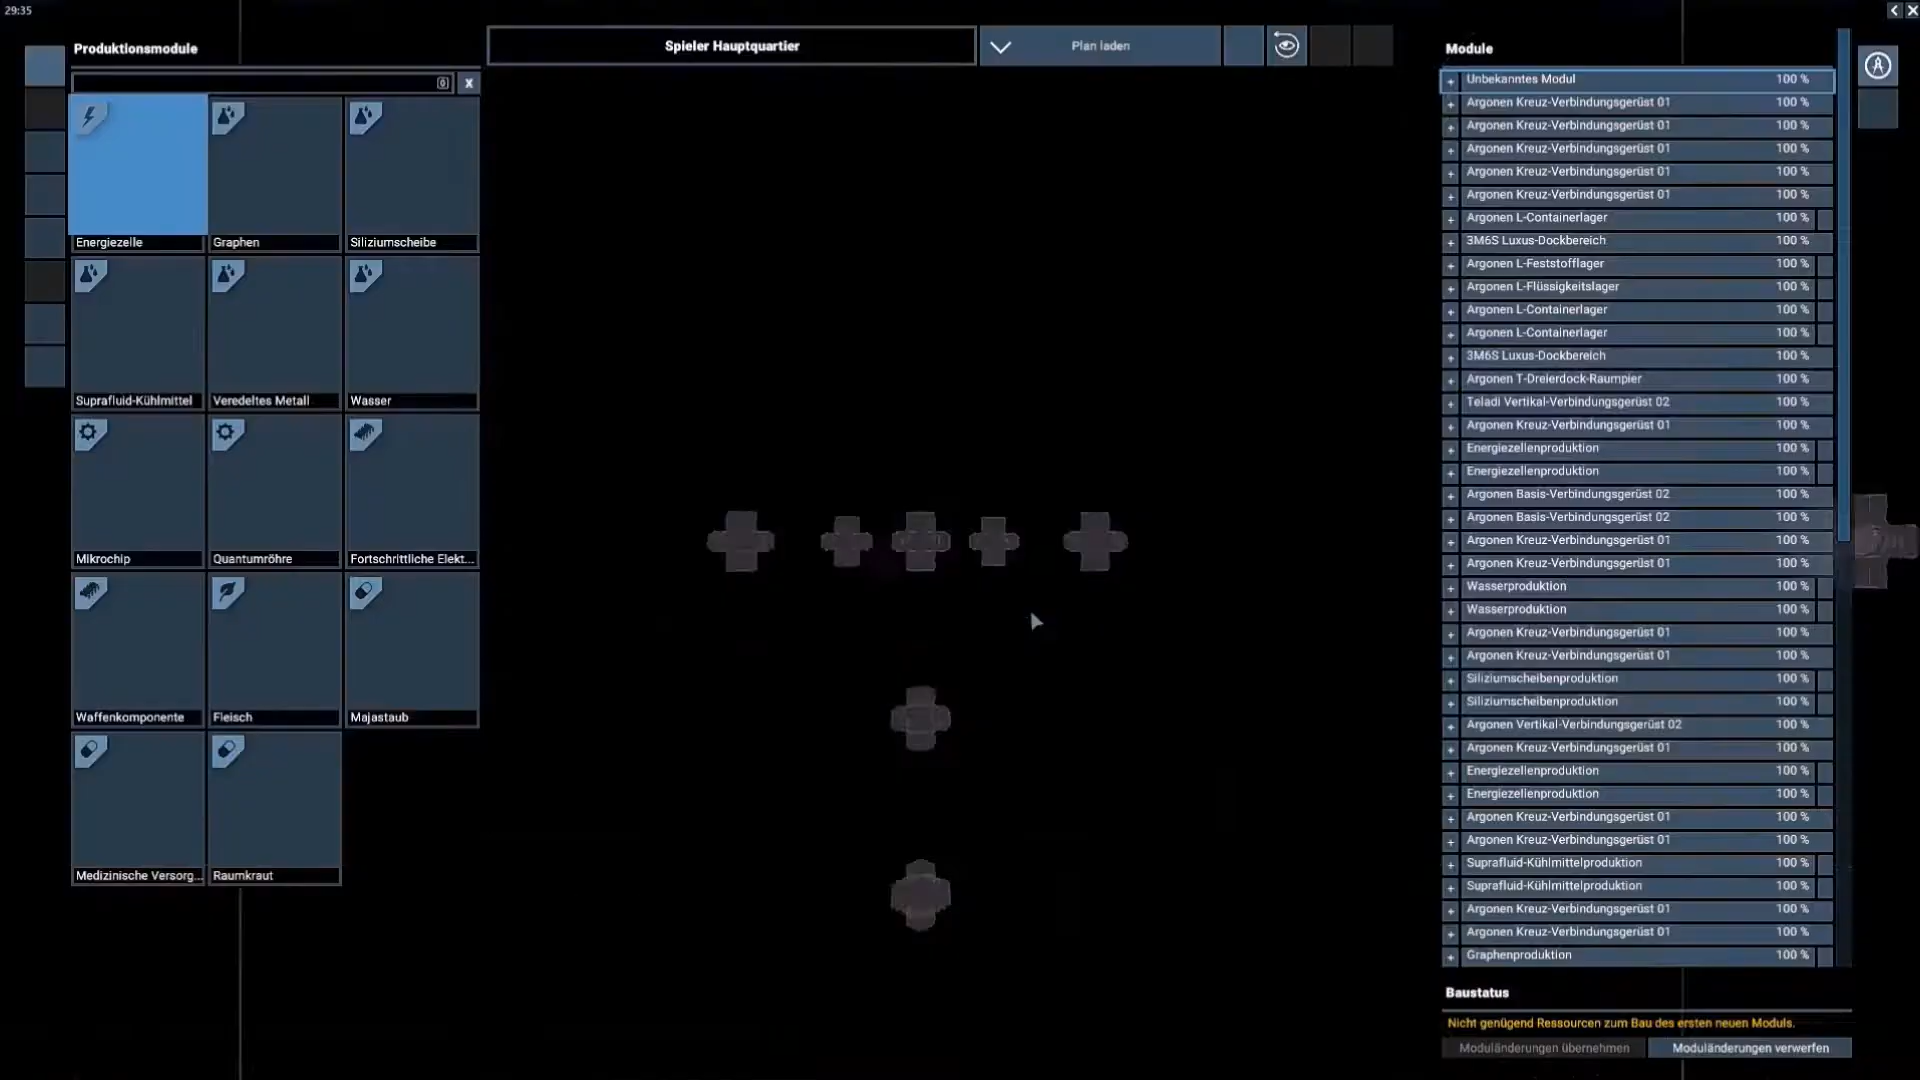 29:35
Produktionsmodule
0
X
Energiezelle
Graphen
Siliziumscheibe
Suprafluid-Kühlmittel
Veredeltes Metall
Wasser
Mikrochip
Quantumröhre
Fortschrittliche Elekt...
Waffenkomponente
Fleisch
Majastaub
Medizinische Versorg...
Raumkraut
Spieler Hauptquartier
Plan laden
Module
+ Unbekanntes Modul 100 %
+ Argonen Kreuz-Verbindungsgerüst 01 100 %
+ Argonen Kreuz-Verbindungsgerüst 01 100 %
+ Argonen Kreuz-Verbindungsgerüst 01 100 %
+ Argonen Kreuz-Verbindungsgerüst 01 100 %
+ Argonen Kreuz-Verbindungsgerüst 01 100 %
+ Argonen L-Containerlager 100 %
+ 3M6S Luxus-Dockbereich 100 %
+ Argonen L-Feststofflager 100 %
+ Argonen L-Flüssigkeitslager 100 %
+ Argonen L-Containerlager 100 %
+ Argonen L-Containerlager 100 %
+ 3M6S Luxus-Dockbereich 100 %
+ Argonen T-Dreierdock-Raumpier 100 %
+ Teladi Vertikal-Verbindungsgerüst 02 100 %
+ Argonen Kreuz-Verbindungsgerüst 01 100 %
+ Energiezellenproduktion 100 %
+ Energiezellenproduktion 100 %
+ Argonen Basis-Verbindungsgerüst 02 100 %
+ Argonen Basis-Verbindungsgerüst 02 100 %
+ Argonen Kreuz-Verbindungsgerüst 01 100 %
+ Argonen Kreuz-Verbindungsgerüst 01 100 %
+ Wasserproduktion 100 %
+ Wasserproduktion 100 %
+ Argonen Kreuz-Verbindungsgerüst 01 100 %
+ Argonen Kreuz-Verbindungsgerüst 01 100 %
+ Siliziumscheibenproduktion 100 %
+ Siliziumscheibenproduktion 100 %
+ Argonen Vertikal-Verbindungsgerüst 02 100 %
+ Argonen Kreuz-Verbindungsgerüst 01 100 %
+ Energiezellenproduktion 100 %
+ Energiezellenproduktion 100 %
+ Argonen Kreuz-Verbindungsgerüst 01 100 %
+ Argonen Kreuz-Verbindungsgerüst 01 100 %
+ Suprafluid-Kühlmittelproduktion 100 %
+ Suprafluid-Kühlmittelproduktion 100 %
+ Argonen Kreuz-Verbindungsgerüst 01 100 %
+ Argonen Kreuz-Verbindungsgerüst 01 100 %
+ Graphenproduktion 100 %
Baustatus
Nicht genügend Ressourcen zum Bau des ersten neuen Moduls.
Moduländerungen übernehmen
Moduländerungen verwerfen